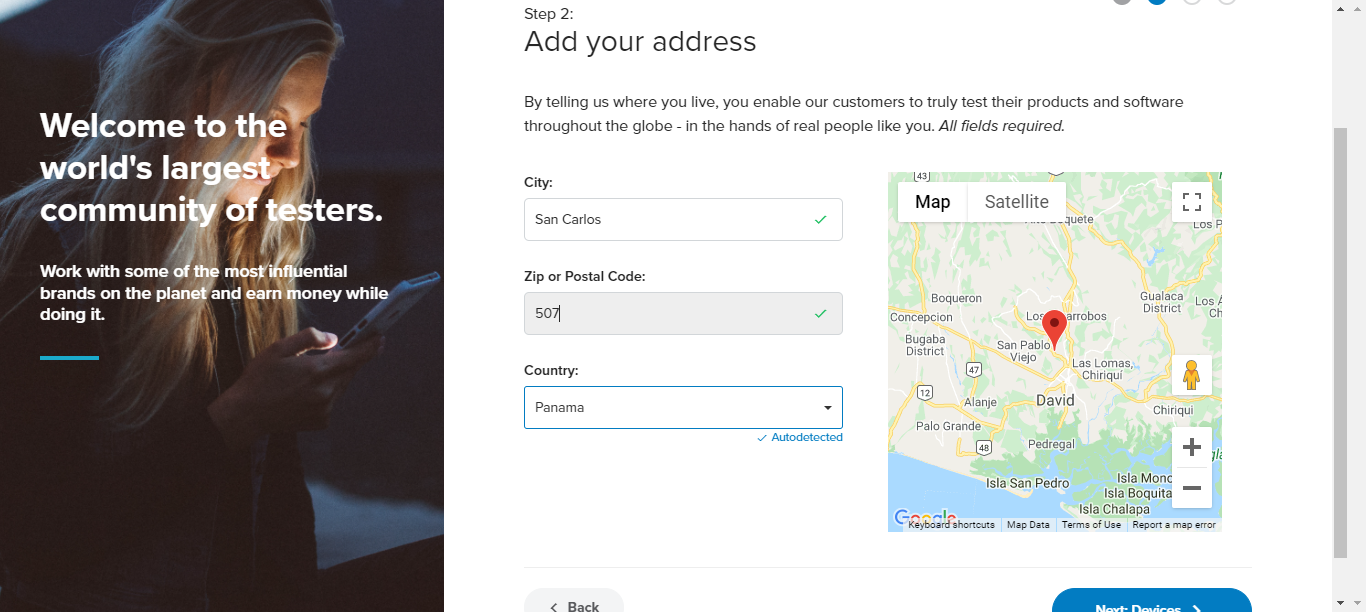 Welcome to the
world's largest
community of testers.
Work with some of the most influential
brands on the planet and earn money while
doing it.
Step 2:
Add your address
By telling us where you live, you enable our customers to truly test their products and software
throughout the globe - in the hands of real people like you. All fields required.
City:
San Carlos
Zip or Postal Code:
507
Country:
Panama
Autodetected
43
Map
Satellite
Boquete
Los P
Boqueron
Gualaca
District
Los A
Ch
Concepcion
Los Algarrobos
Bugaba
District
San Pablo
Viejo
Las Lomas,
Chiriquí
47
12
Alanje
David
Chiriqui
Palo Grande
48
Pedregal
Isla San Pedro
Isla Mono
Isla Boquita
Isla Chalapa
Google
Keyboard shortcuts
Map Data
Terms of Use
Report a map error
Back
Next: Devices